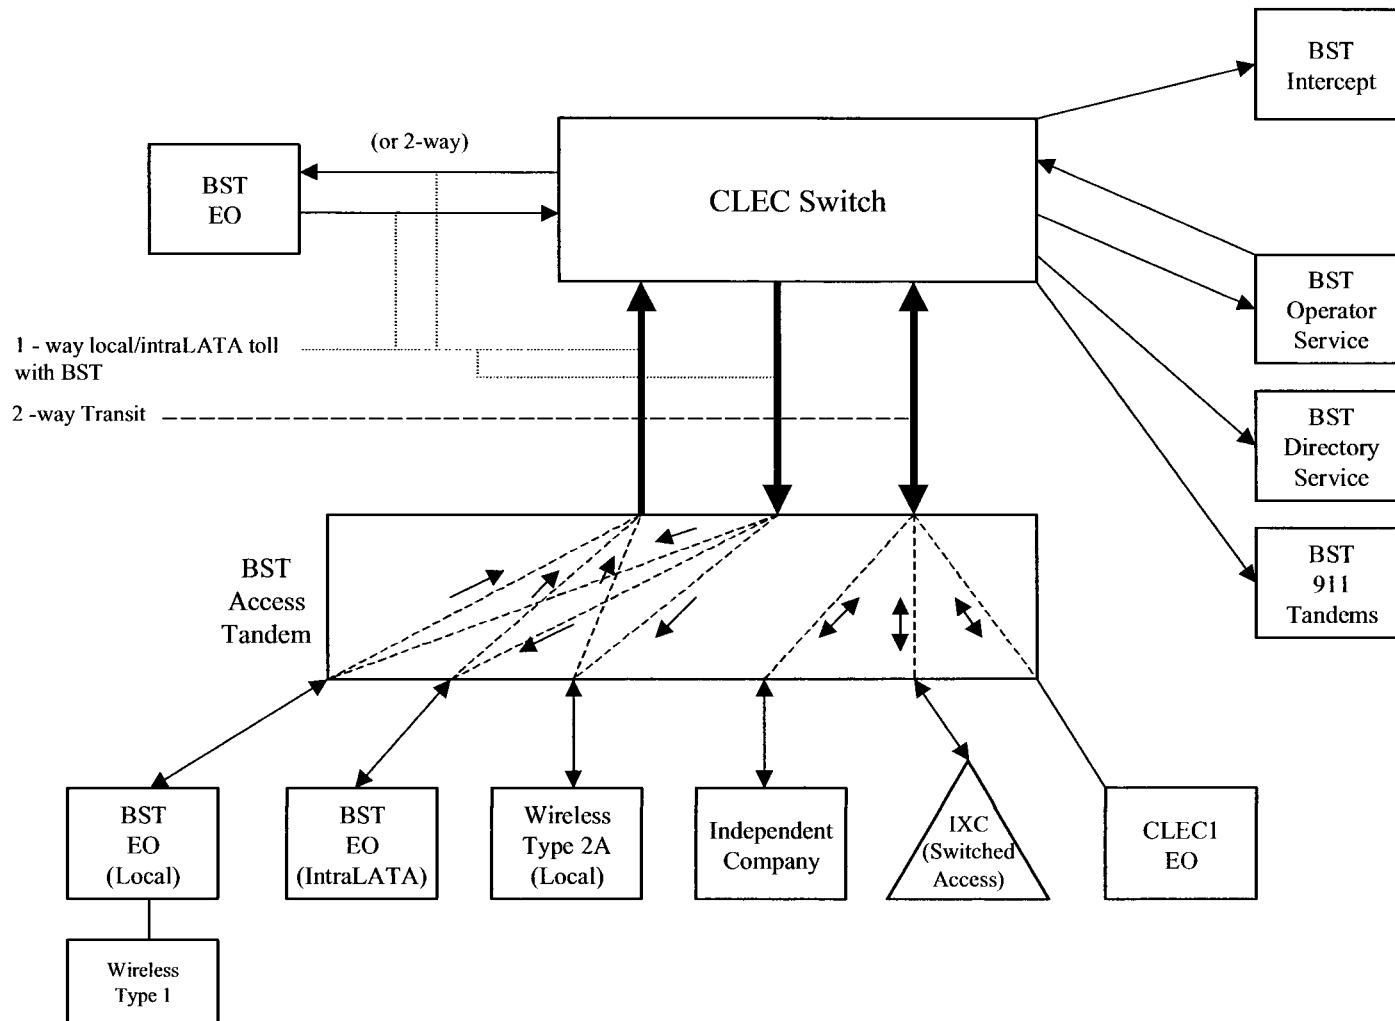 BST
Intercept
(or 2-way)
BST
EO
CLEC Switch
BST
Operator
Service
1 - way local/intraLATA toll
with BST
2 -way Transit
BST
Directory
Service
BST
911
Tandems
BST
Access
Tandem
BST
EO
(Local)
BST
EO
(IntraLATA)
Wireless
Type 2A
(Local)
Independent
Company
IXC
(Switched
Access)
CLEC1
EO
Wireless
Type 1